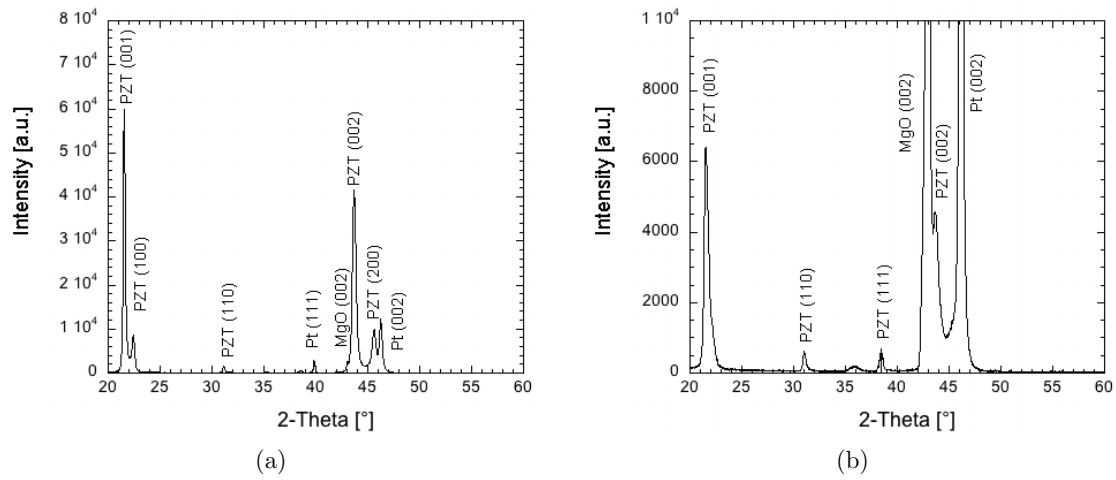 8 10⁴
7 10⁴
6 10⁴
5 10⁴
4 10⁴
3 10⁴
2 10⁴
1 10⁴
0
Intensity [a.u.]
PZT (001)
PZT (100)
PZT (110)
Pt (111)
MgO (002)
PZT (002)
PZT (200)
Pt (002)
20 25 30 35 40 45 50 55 60
2-Theta [°]
(a)
1 10⁴
8000
6000
4000
2000
0
Intensity [a.u.]
PZT (001)
PZT (110)
PZT (111)
MgO (002)
PZT (002)
Pt (002)
20 25 30 35 40 45 50 55 60
2-Theta [°]
(b)